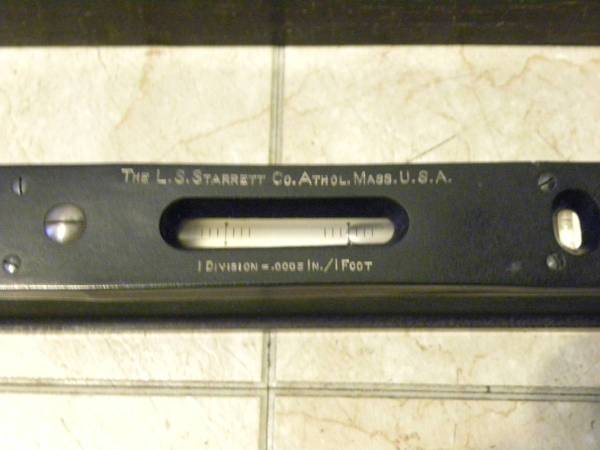 THE L.S. STARRETT CO. ATHOL. MASS. U.S.A.
1 DIVISION = .0005 IN./1 FOOT